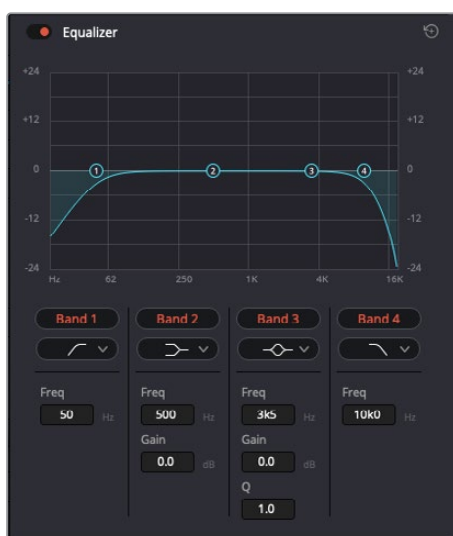 Equalizer
+24 +24
+12 +12
0 1 2 3 4 0
-12 -12
-24 -24
Hz 62 250 1K 4K 16K
Band 1 Band 2 Band 3 Band 4
Freq Freq Freq Freq
50 Hz 500 Hz 3k5 Hz 10k0 Hz
Gain Gain
0.0 dB 0.0 dB
Q
1.0